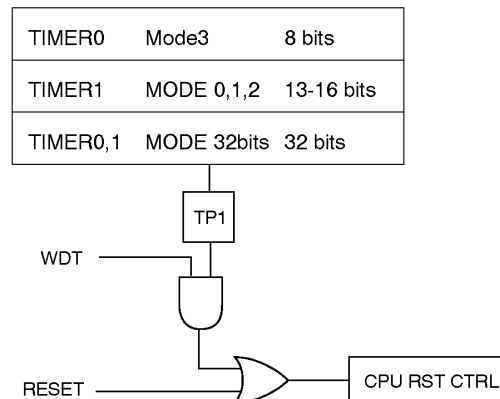 TIMER0 Mode3 8 bits
TIMER1 MODE 0,1,2 13-16 bits
TIMER0,1 MODE 32bits 32 bits
TP1
WDT
RESET
CPU RST CTRL